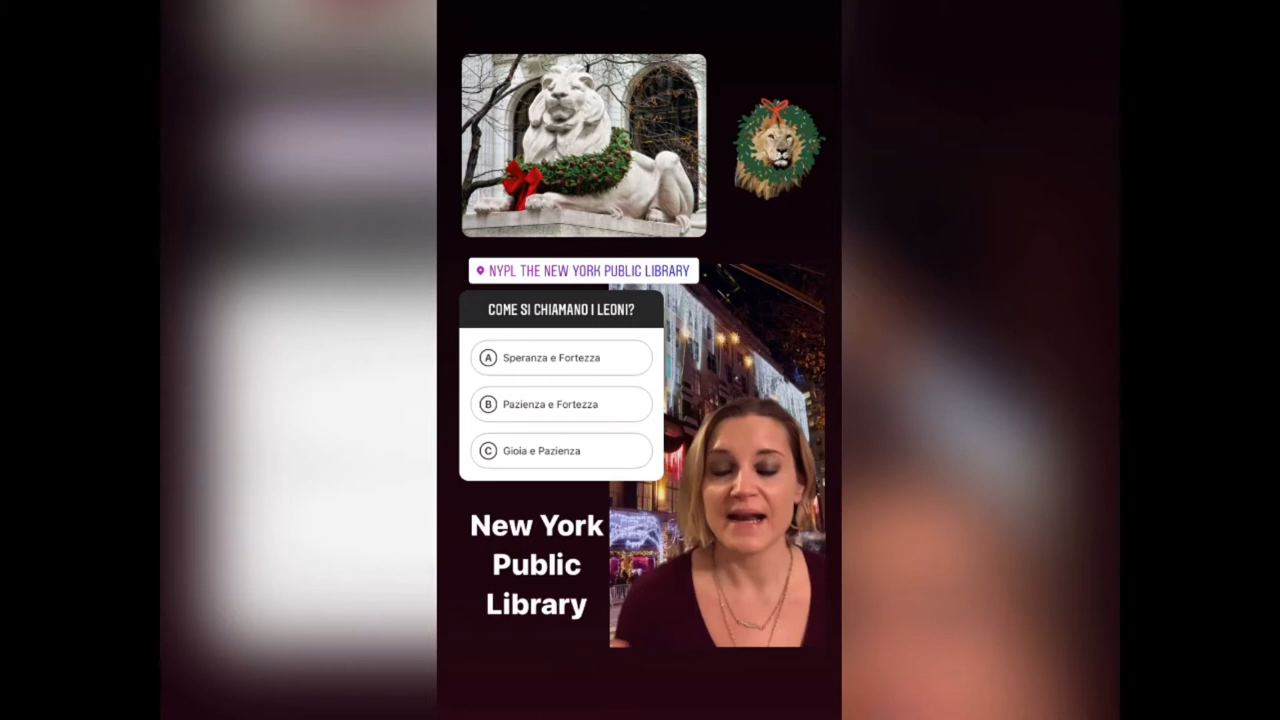 NYPL THE NEW YORK PUBLIC LIBRARY
COME SI CHIAMANO I LEONI?
A Speranza e Fortezza
B Pazienza e Fortezza
C Gioia e Pazienza
New York
Public
Library